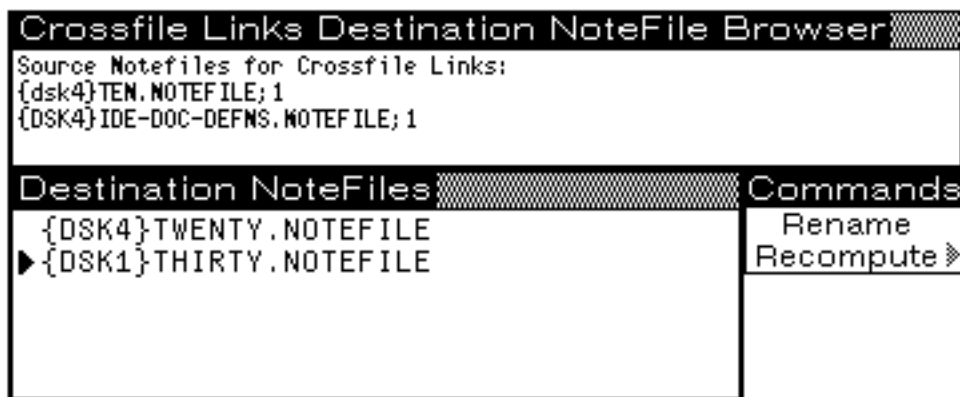 Crossfile Links Destination NoteFile Browser
Source Notefiles for Crossfile Links:
{dsk4}TEN.NOTEFILE;1
{DSK4}IDE-DOC-DEFNS.NOTEFILE;1
Destination NoteFiles
{DSK4}TWENTY.NOTEFILE
{DSK1}THIRTY.NOTEFILE
Commands
Rename
Recompute